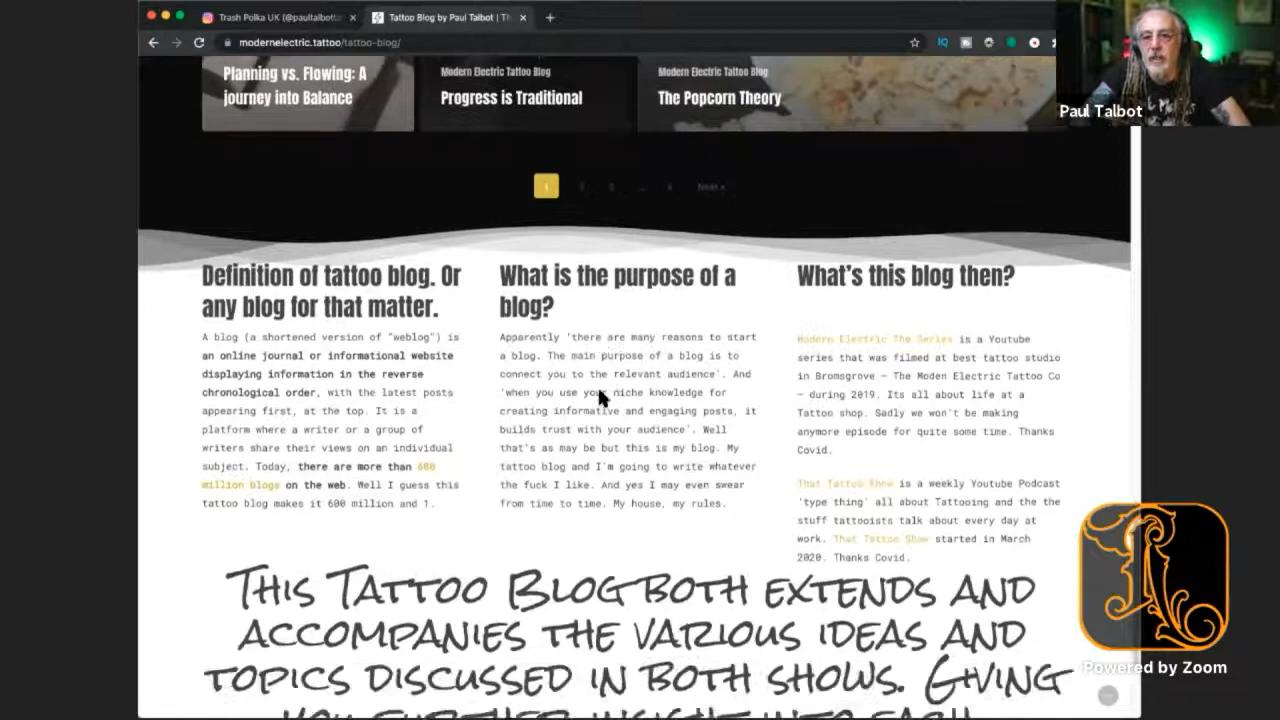 Trash Polka UK (@paultalbotta
Tattoo Blog by Paul Talbot | Th
modernelectric.tattoo/tattoo-blog/
Paul Talbot
Planning vs. Flowing: A
journey into Balance
Modern Electric Tattoo Blog
Progress is Traditional
Modern Electric Tattoo Blog
The Popcorn Theory
1 2 3 ... Next »
Definition of tattoo blog. Or
any blog for that matter.
A blog (a shortened version of "weblog") is
an online journal or informational website
displaying information in the reverse
chronological order, with the latest posts
appearing first, at the top. It is a
platform where a writer or a group of
writers share their views on an individual
subject. Today, there are more than 600
million blogs on the web. Well I guess this
tattoo blog makes it 600 million and 1.
What is the purpose of a
blog?
Apparently 'there are many reasons to start
a blog. The main purpose of a blog is to
connect you to the relevant audience'. And
'when you use your niche knowledge for
creating informative and engaging posts, it
builds trust with your audience'. Well
that's as may be but this is my blog. My
tattoo blog and I'm going to write whatever
the fuck I like. And yes I may even swear
from time to time. My house, my rules.
What's this blog then?
Modern Electric The Series is a Youtube
series that was filmed at best tattoo studio
in Bromsgrove – The Moden Electric Tattoo Co
– during 2019. Its all about life at a
Tattoo shop. Sadly we won't be making
anymore episode for quite some time. Thanks
Covid.
That Tattoo Show is a weekly Youtube Podcast
'type thing' all about Tattooing and the the
stuff tattooists talk about every day at
work. That Tattoo Show started in March
2020. Thanks Covid.
This Tattoo Blog both extends and
accompanies the various ideas and
topics discussed in both shows. Giving
you further insight into each
Powered by Zoom